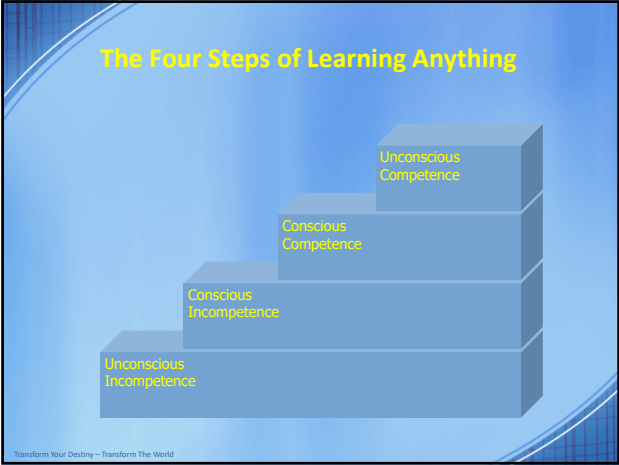 The Four Steps of Learning Anything
Unconscious
Competence
Conscious
Competence
Conscious
Incompetence
Unconscious
Incompetence
Transform Your Destiny – Transform The World